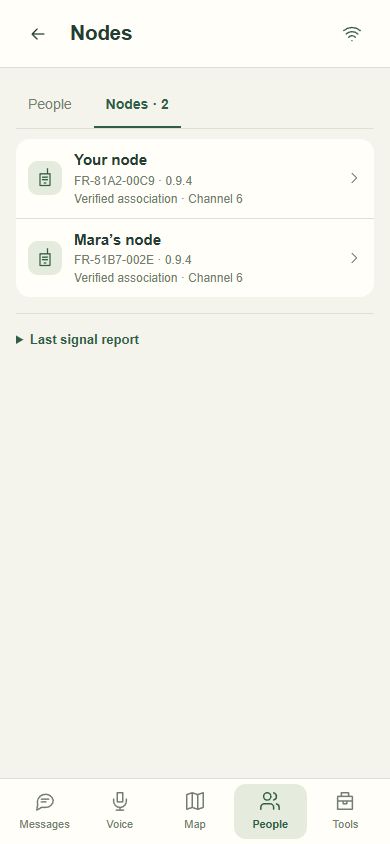 Nodes
People
Nodes · 2
Your node
FR-81A2-00C9 · 0.9.4
Verified association · Channel 6
Mara’s node
FR-51B7-002E · 0.9.4
Verified association · Channel 6
Last signal report
Messages
Voice
Map
People
Tools